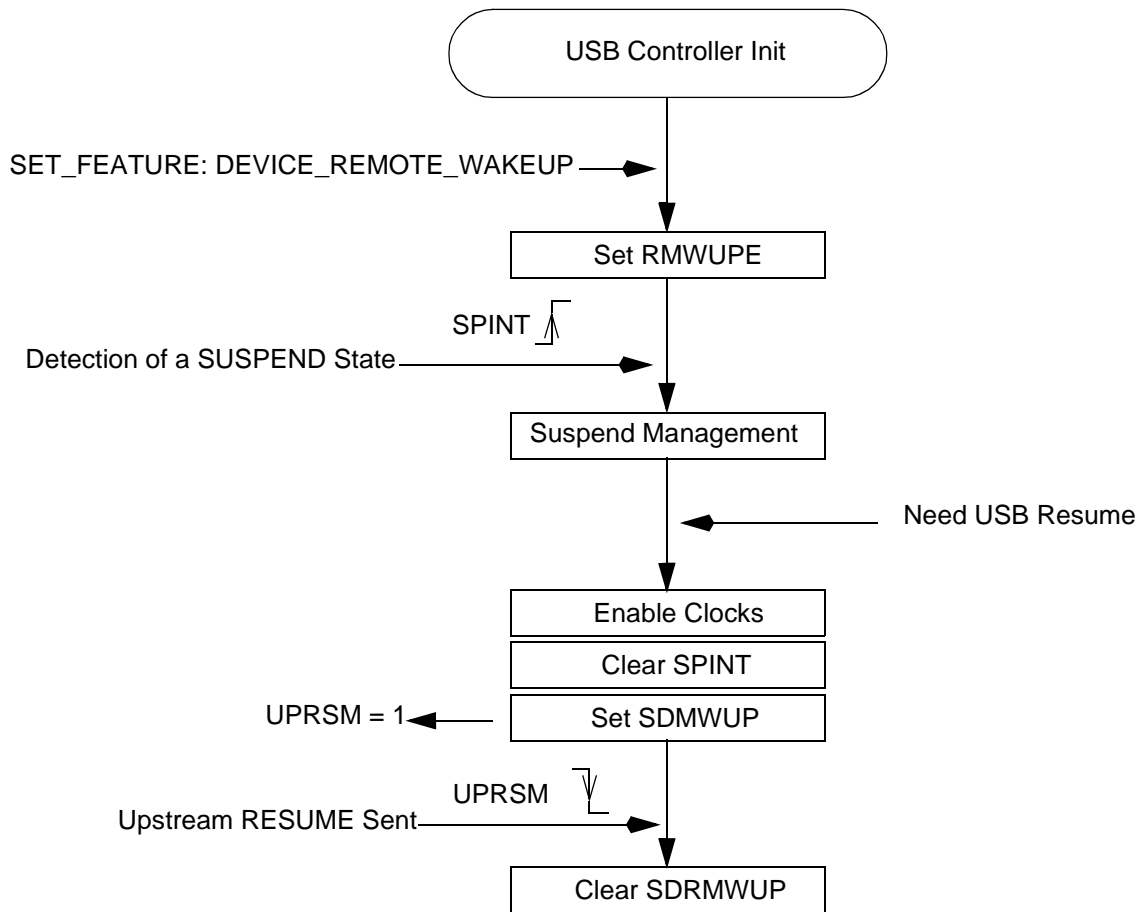 USB Controller Init
SET_FEATURE: DEVICE_REMOTE_WAKEUP
Set RMWUPE
SPINT
Detection of a SUSPEND State
Suspend Management
Need USB Resume
Enable Clocks
Clear SPINT
UPRSM = 1
Set SDMWUP
UPRSM
Upstream RESUME Sent
Clear SDRMWUP